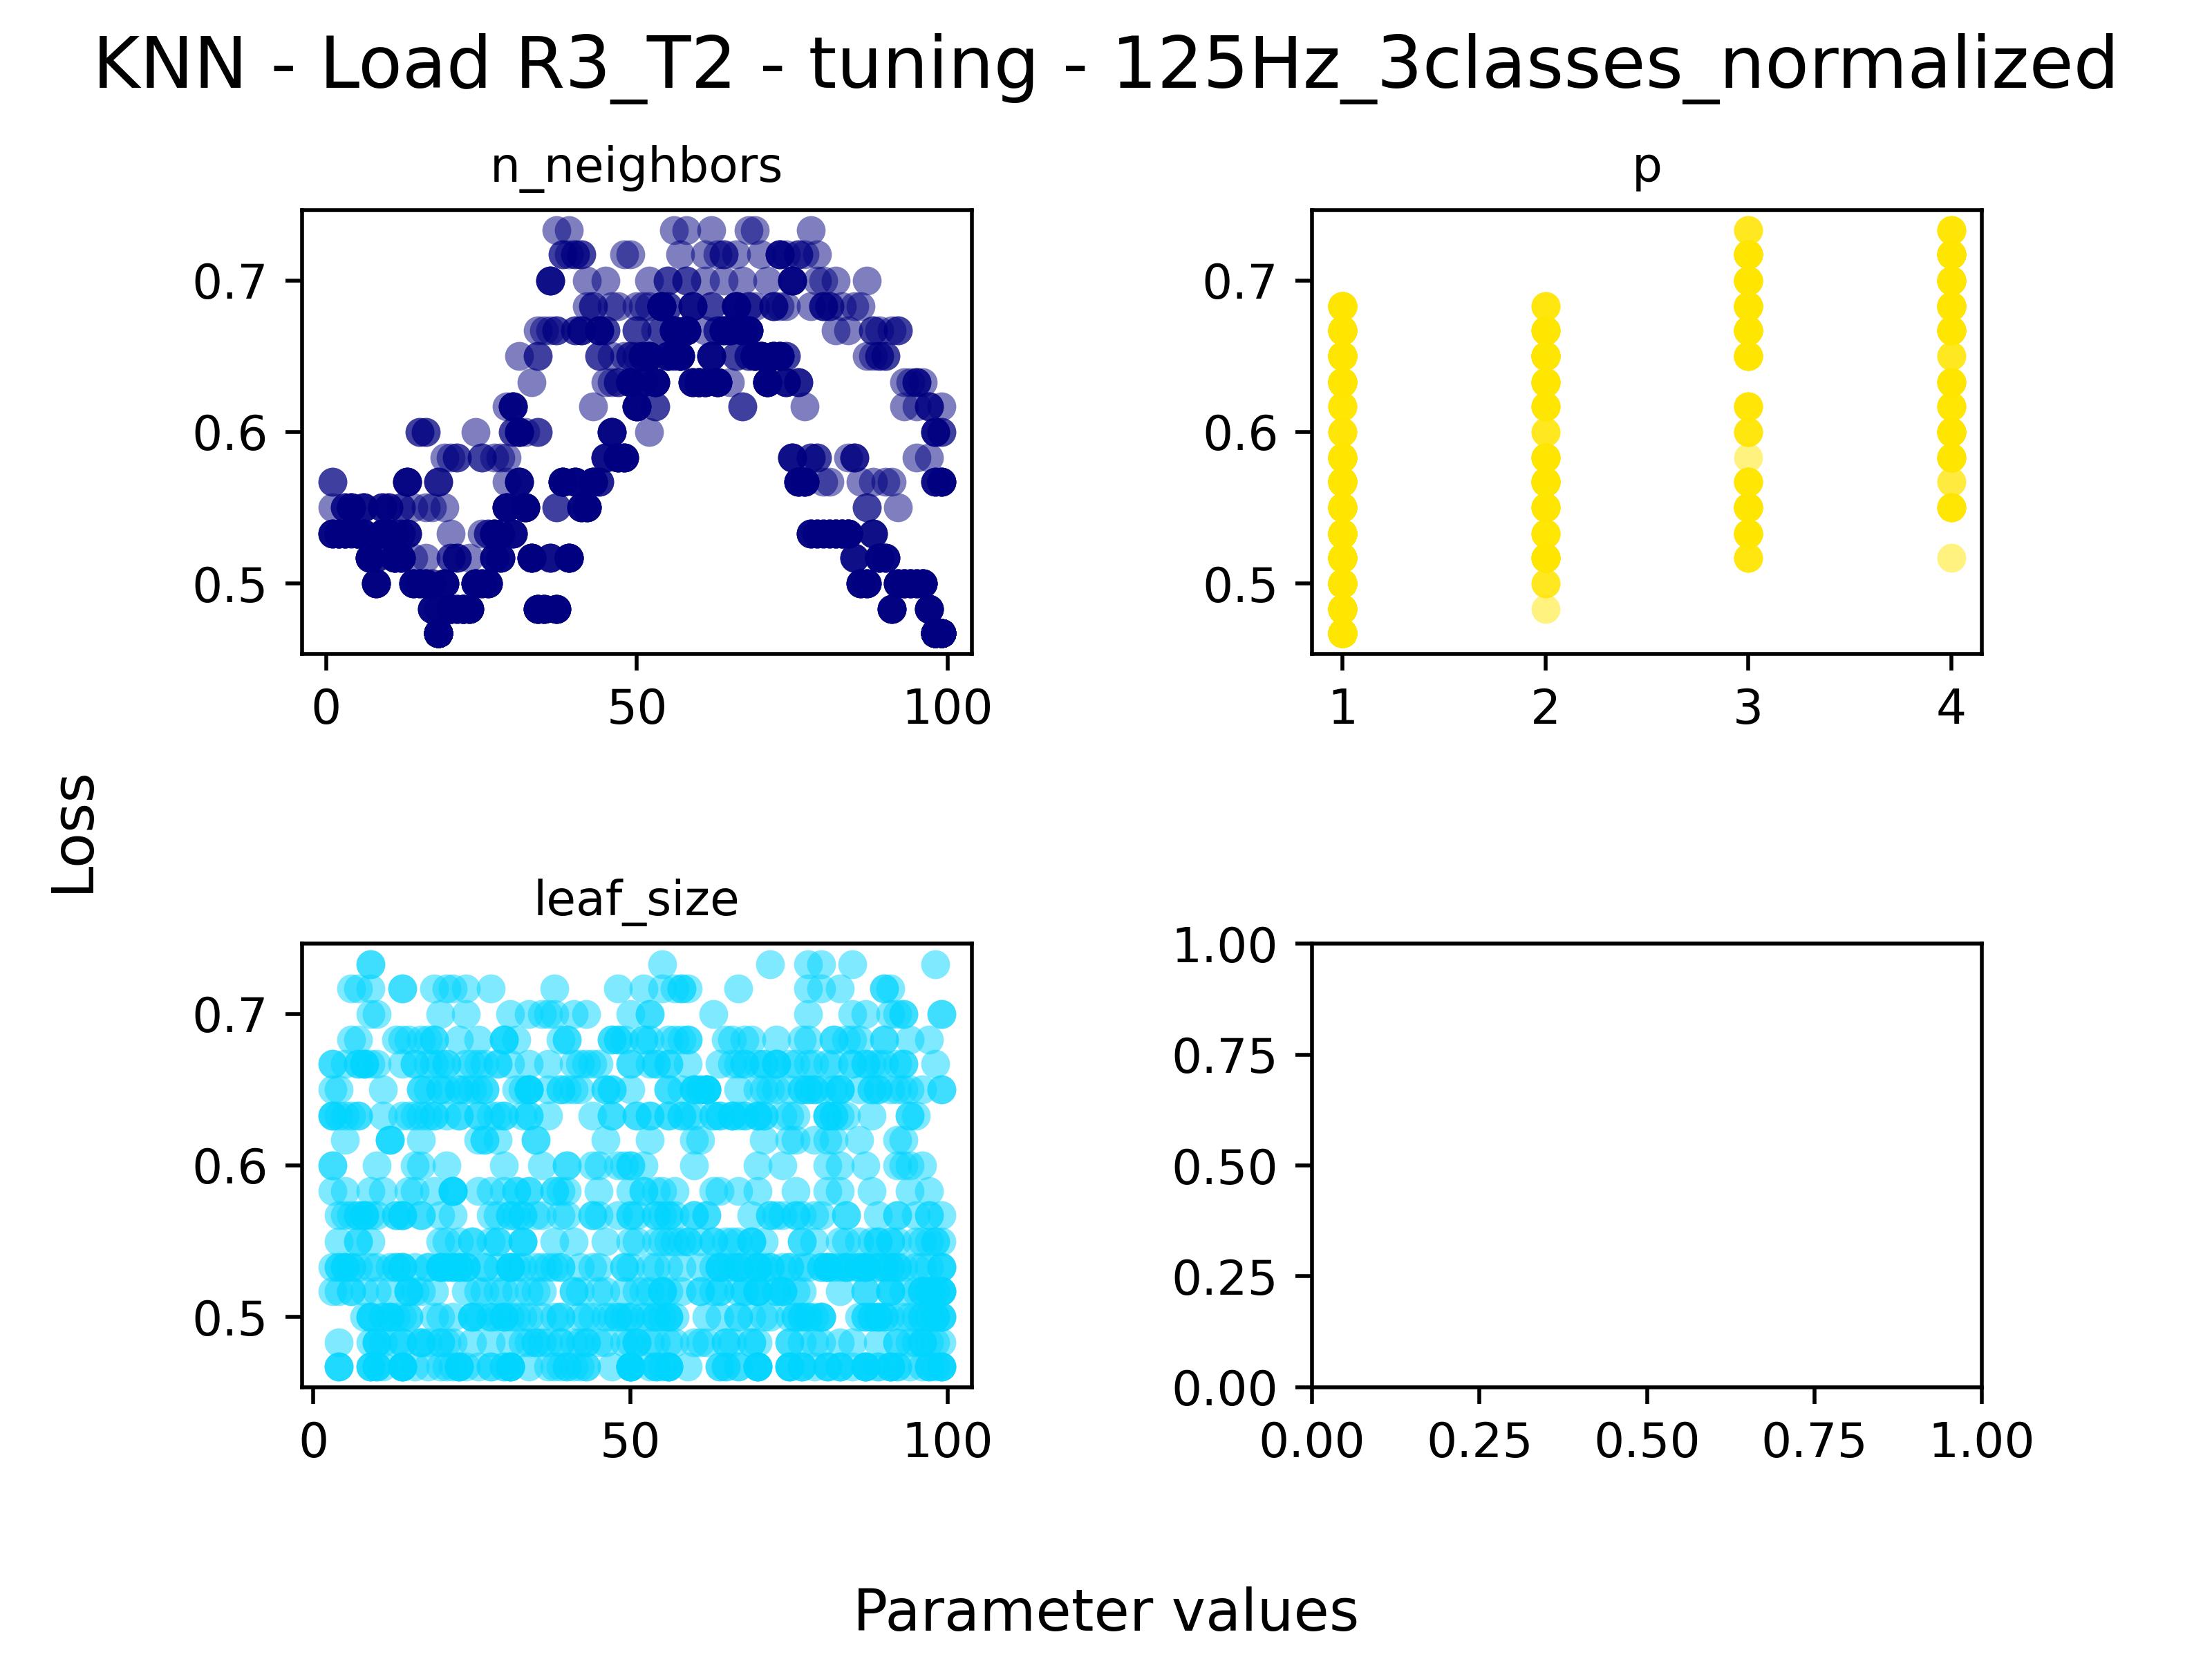 KNN - Load R3_T2 - tuning - 125Hz_3classes_normalized
n_neighbors
0.7
0.6
0.5
0 50 100
p
0.7
0.6
0.5
1 2 3 4
Loss
leaf_size
0.7
0.6
0.5
0 50 100
1.00
0.75
0.50
0.25
0.00
0.00 0.25 0.50 0.75 1.00
Parameter values